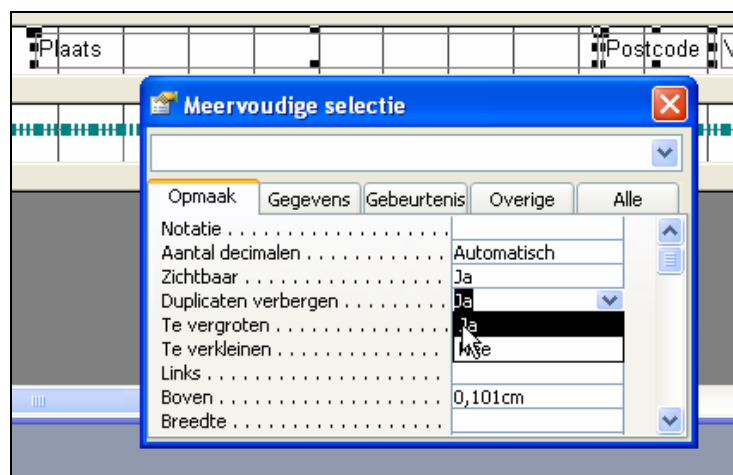 Plaats Postcode
Meervoudige selectie
Opmaak Gegevens Gebeurtenis Overige Alle
Notatie . . . . . . . . . . . . . . . . . . . .
Aantal decimalen . . . . . . . . . . . . . Automatisch
Zichtbaar . . . . . . . . . . . . . . . . . . Ja
Duplicaten verbergen . . . . . . . . . Ja
Te vergroten . . . . . . . . . . . . . . . . Ja
Te verkleinen . . . . . . . . . . . . . . .
Links . . . . . . . . . . . . . . . . . . . . .
Boven . . . . . . . . . . . . . . . . . . . . 0,101cm
Breedte . . . . . . . . . . . . . . . . . . .